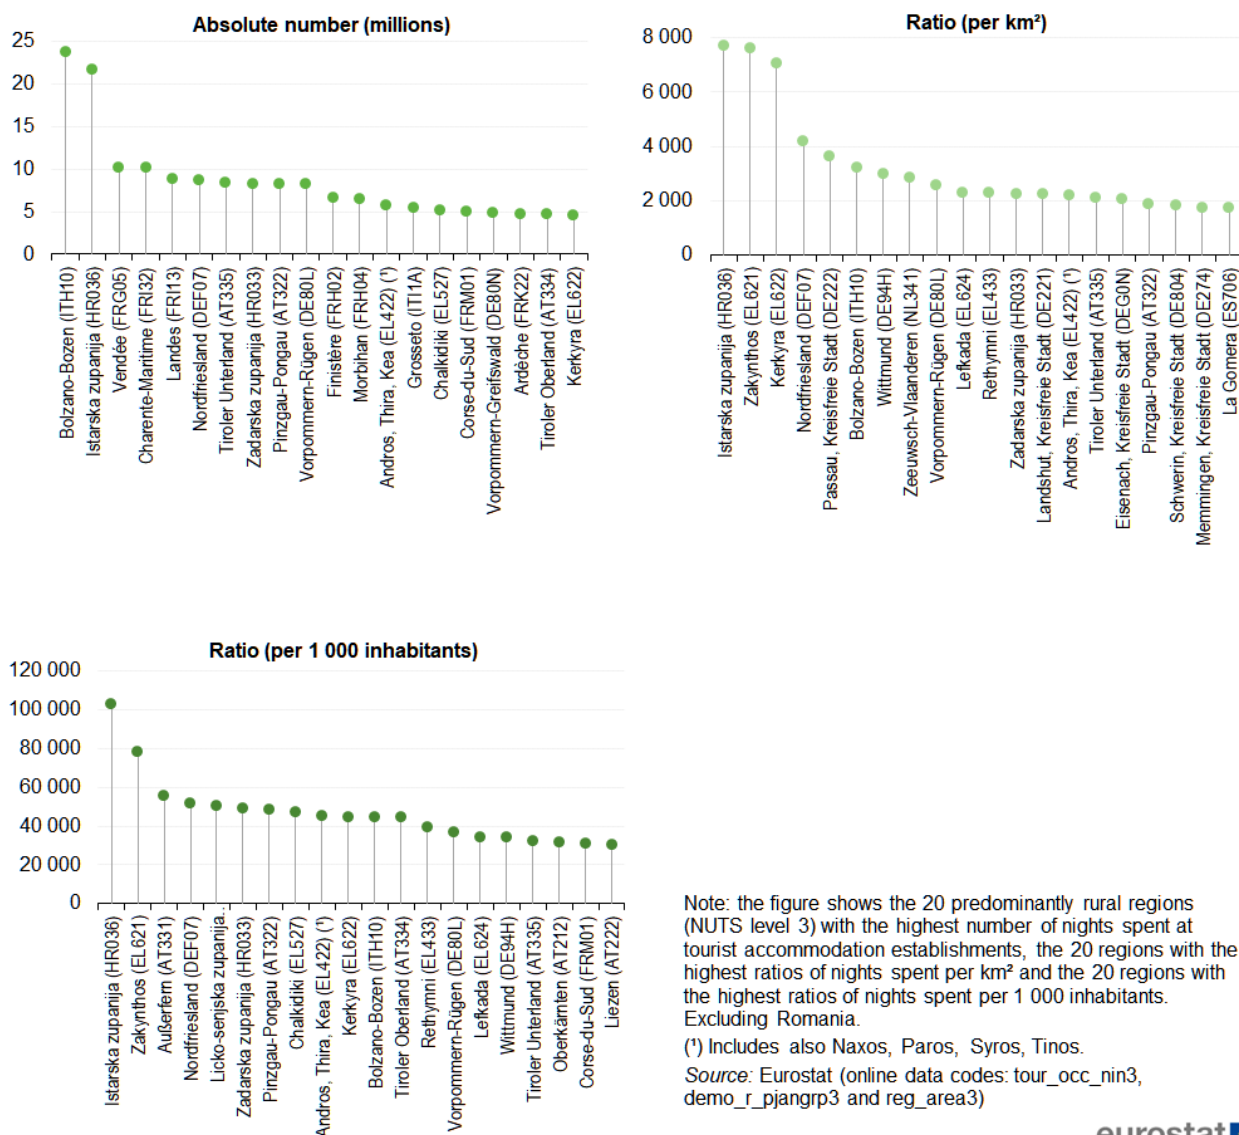 Absolute number (millions)
25
20
15
10
5
0
Bolzano-Bozen (ITH10)
Istarska zupanija (HR036)
Vendée (FRG05)
Charente-Maritime (FRI32)
Landes (FRI13)
Nordfriesland (DEF07)
Tiroler Unterland (AT335)
Zadarska zupanija (HR033)
Pinzgau-Pongau (AT322)
Vorpommern-Rügen (DE80L)
Finistère (FRH02)
Morbihan (FRH04)
Andros, Thira, Kea (EL422) (¹)
Grosseto (ITI1A)
Chalkidiki (EL527)
Corse-du-Sud (FRM01)
Vorpommern-Greifswald (DE80N)
Ardèche (FRK22)
Tiroler Oberland (AT334)
Kerkyra (EL622)
Ratio (per km²)
8 000
6 000
4 000
2 000
0
Istarska zupanija (HR036)
Zakynthos (EL621)
Kerkyra (EL622)
Nordfriesland (DEF07)
Passau, Kreisfreie Stadt (DE222)
Bolzano-Bozen (ITH10)
Wittmund (DE94H)
Zeeuwsch-Vlaanderen (NL341)
Vorpommern-Rügen (DE80L)
Lefkada (EL624)
Rethymni (EL433)
Zadarska zupanija (HR033)
Landshut, Kreisfreie Stadt (DE221)
Andros, Thira, Kea (EL422) (¹)
Tiroler Unterland (AT335)
Eisenach, Kreisfreie Stadt (DEG0N)
Pinzgau-Pongau (AT322)
Schwerin, Kreisfreie Stadt (DE804)
Memmingen, Kreisfreie Stadt (DE274)
La Gomera (ES706)
Ratio (per 1 000 inhabitants)
120 000
100 000
80 000
60 000
40 000
20 000
0
Istarska zupanija (HR036)
Zakynthos (EL621)
Außerfern (AT331)
Nordfriesland (DEF07)
Licko-senjska zupanija..
Zadarska zupanija (HR033)
Pinzgau-Pongau (AT322)
Chalkidiki (EL527)
Andros, Thira, Kea (EL422) (¹)
Kerkyra (EL622)
Bolzano-Bozen (ITH10)
Tiroler Oberland (AT334)
Rethymni (EL433)
Vorpommern-Rügen (DE80L)
Lefkada (EL624)
Wittmund (DE94H)
Tiroler Unterland (AT335)
Oberkärnten (AT212)
Corse-du-Sud (FRM01)
Liezen (AT222)
Note: the figure shows the 20 predominantly rural regions
(NUTS level 3) with the highest number of nights spent at
tourist accommodation establishments, the 20 regions with the
highest ratios of nights spent per km² and the 20 regions with
the highest ratios of nights spent per 1 000 inhabitants.
Excluding Romania.
(¹) Includes also Naxos, Paros, Syros, Tinos.
Source: Eurostat (online data codes: tour_occ_nin3,
demo_r_pjangrp3 and reg_area3)
eurostat